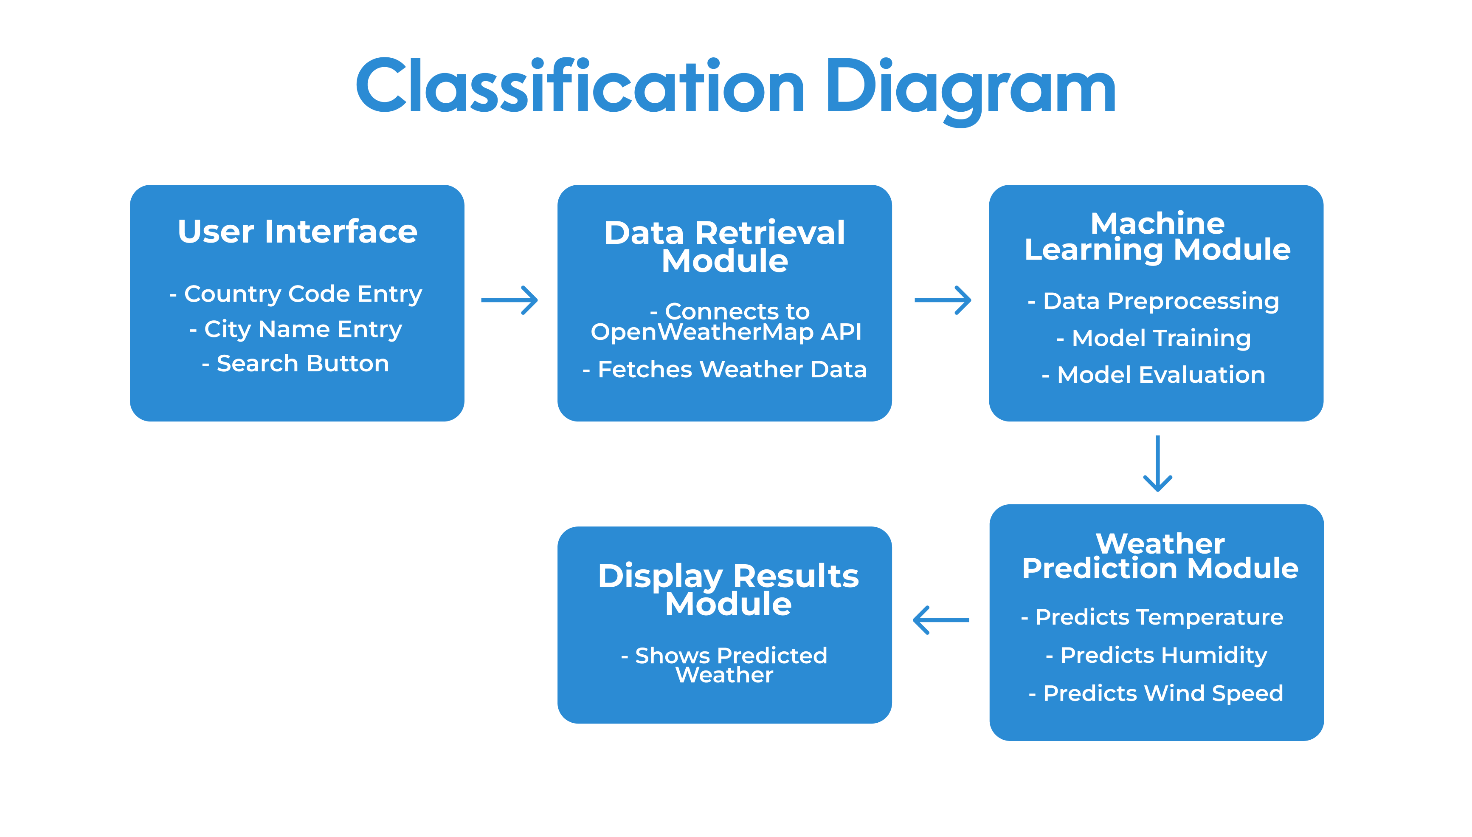 Classification Diagram
User Interface
- Country Code Entry
- City Name Entry
- Search Button
Data Retrieval
Module
- Connects to
OpenWeatherMap API
- Fetches Weather Data
Machine
Learning Module
- Data Preprocessing
- Model Training
- Model Evaluation
Weather
Prediction Module
- Predicts Temperature
- Predicts Humidity
- Predicts Wind Speed
Display Results
Module
- Shows Predicted
Weather